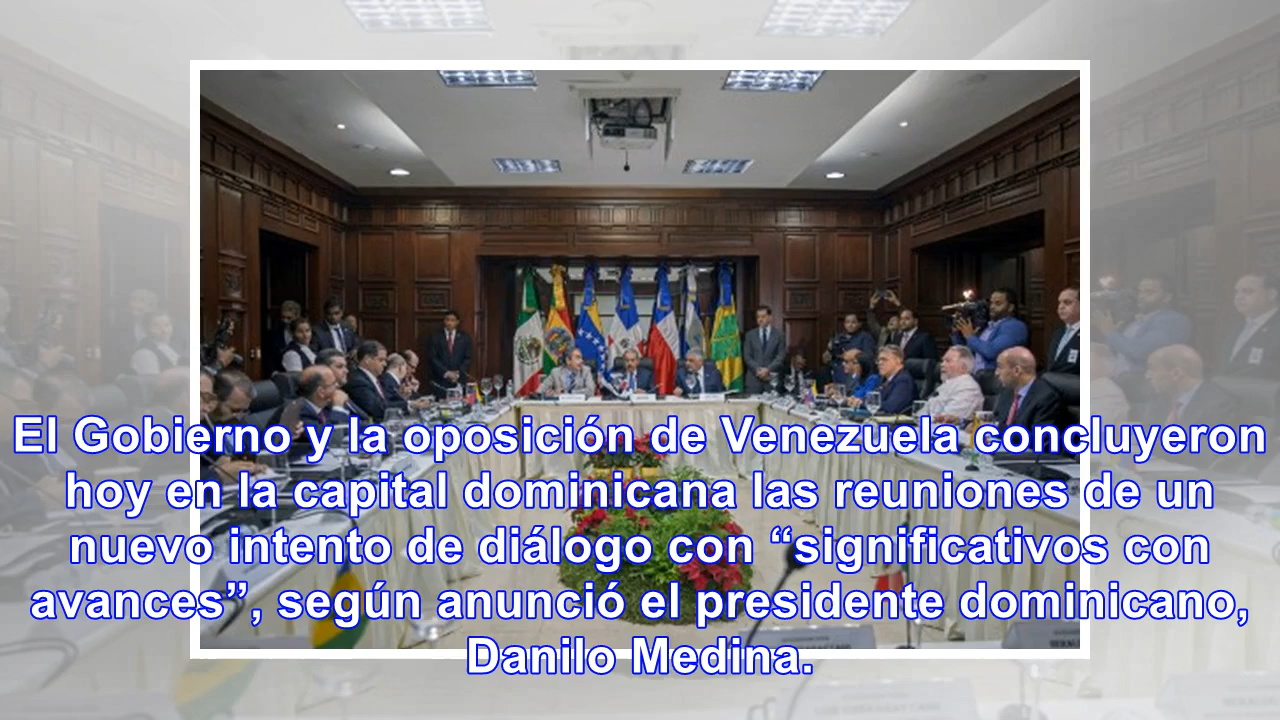 El Gobierno y la oposición de Venezuela concluyeron
hoy en la capital dominicana las reuniones de un
nuevo intento de diálogo con “significativos con
avances”, según anunció el presidente dominicano,
Danilo Medina.